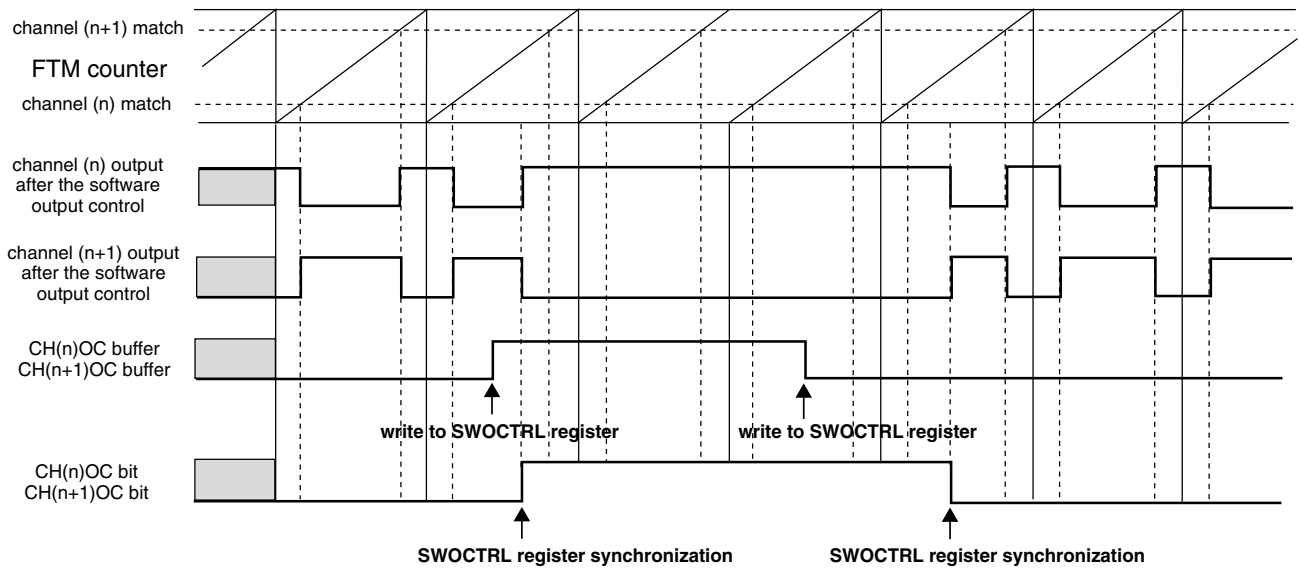 channel (n+1) match
FTM counter
channel (n) match
channel (n) output
after the software
output control
channel (n+1) output
after the software
output control
CH(n)OC buffer
CH(n+1)OC buffer
write to SWOCTRL register
write to SWOCTRL register
CH(n)OC bit
CH(n+1)OC bit
SWOCTRL register synchronization
SWOCTRL register synchronization